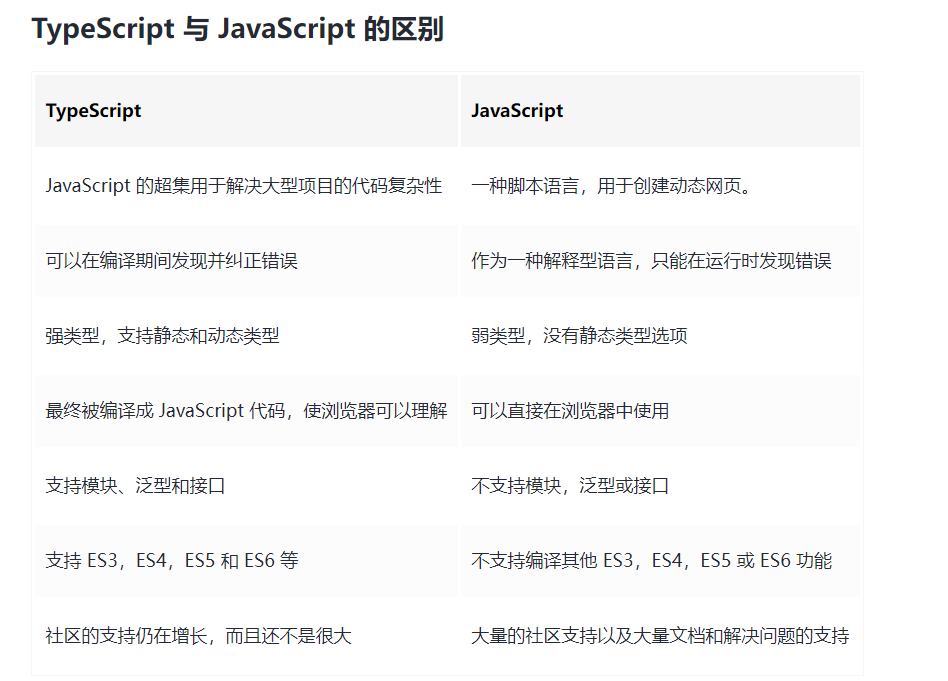 TypeScript 与 JavaScript 的区别
TypeScript JavaScript
JavaScript 的超集用于解决大型项目的代码复杂性 一种脚本语言，用于创建动态网页。
可以在编译期间发现并纠正错误 作为一种解释型语言，只能在运行时发现错误
强类型，支持静态和动态类型 弱类型，没有静态类型选项
最终被编译成 JavaScript 代码，使浏览器可以理解 可以直接在浏览器中使用
支持模块、泛型和接口 不支持模块，泛型或接口
支持 ES3，ES4，ES5 和 ES6 等 不支持编译其他 ES3，ES4，ES5 或 ES6 功能
社区的支持仍在增长，而且还不是很大 大量的社区支持以及大量文档和解决问题的支持